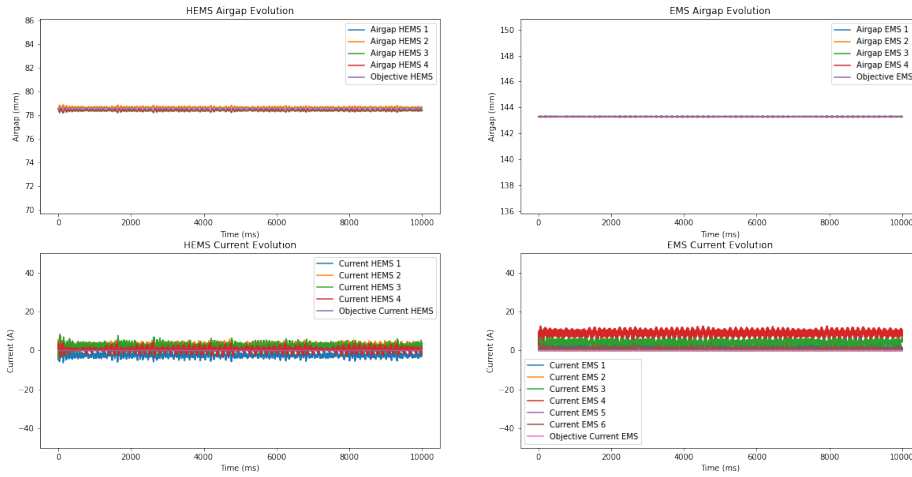 HEMS Airgap Evolution
86
84
82
80
78
76
74
72
70
Airgap (mm)
0
2000
4000
6000
8000
10000
Time (ms)
Airgap HEMS 1
Airgap HEMS 2
Airgap HEMS 3
Airgap HEMS 4
Objective HEMS
EMS Airgap Evolution
150
148
146
144
142
140
138
136
Airgap (mm)
0
2000
4000
6000
8000
10000
Time (ms)
Airgap EMS 1
Airgap EMS 2
Airgap EMS 3
Airgap EMS 4
Objective EMS
HEMS Current Evolution
40
20
0
−20
−40
Current (A)
0
2000
4000
6000
8000
10000
Time (ms)
Current HEMS 1
Current HEMS 2
Current HEMS 3
Current HEMS 4
Objective Current HEMS
EMS Current Evolution
40
20
0
−20
−40
Current (A)
0
2000
4000
6000
8000
10000
Time (ms)
Current EMS 1
Current EMS 2
Current EMS 3
Current EMS 4
Current EMS 5
Current EMS 6
Objective Current EMS